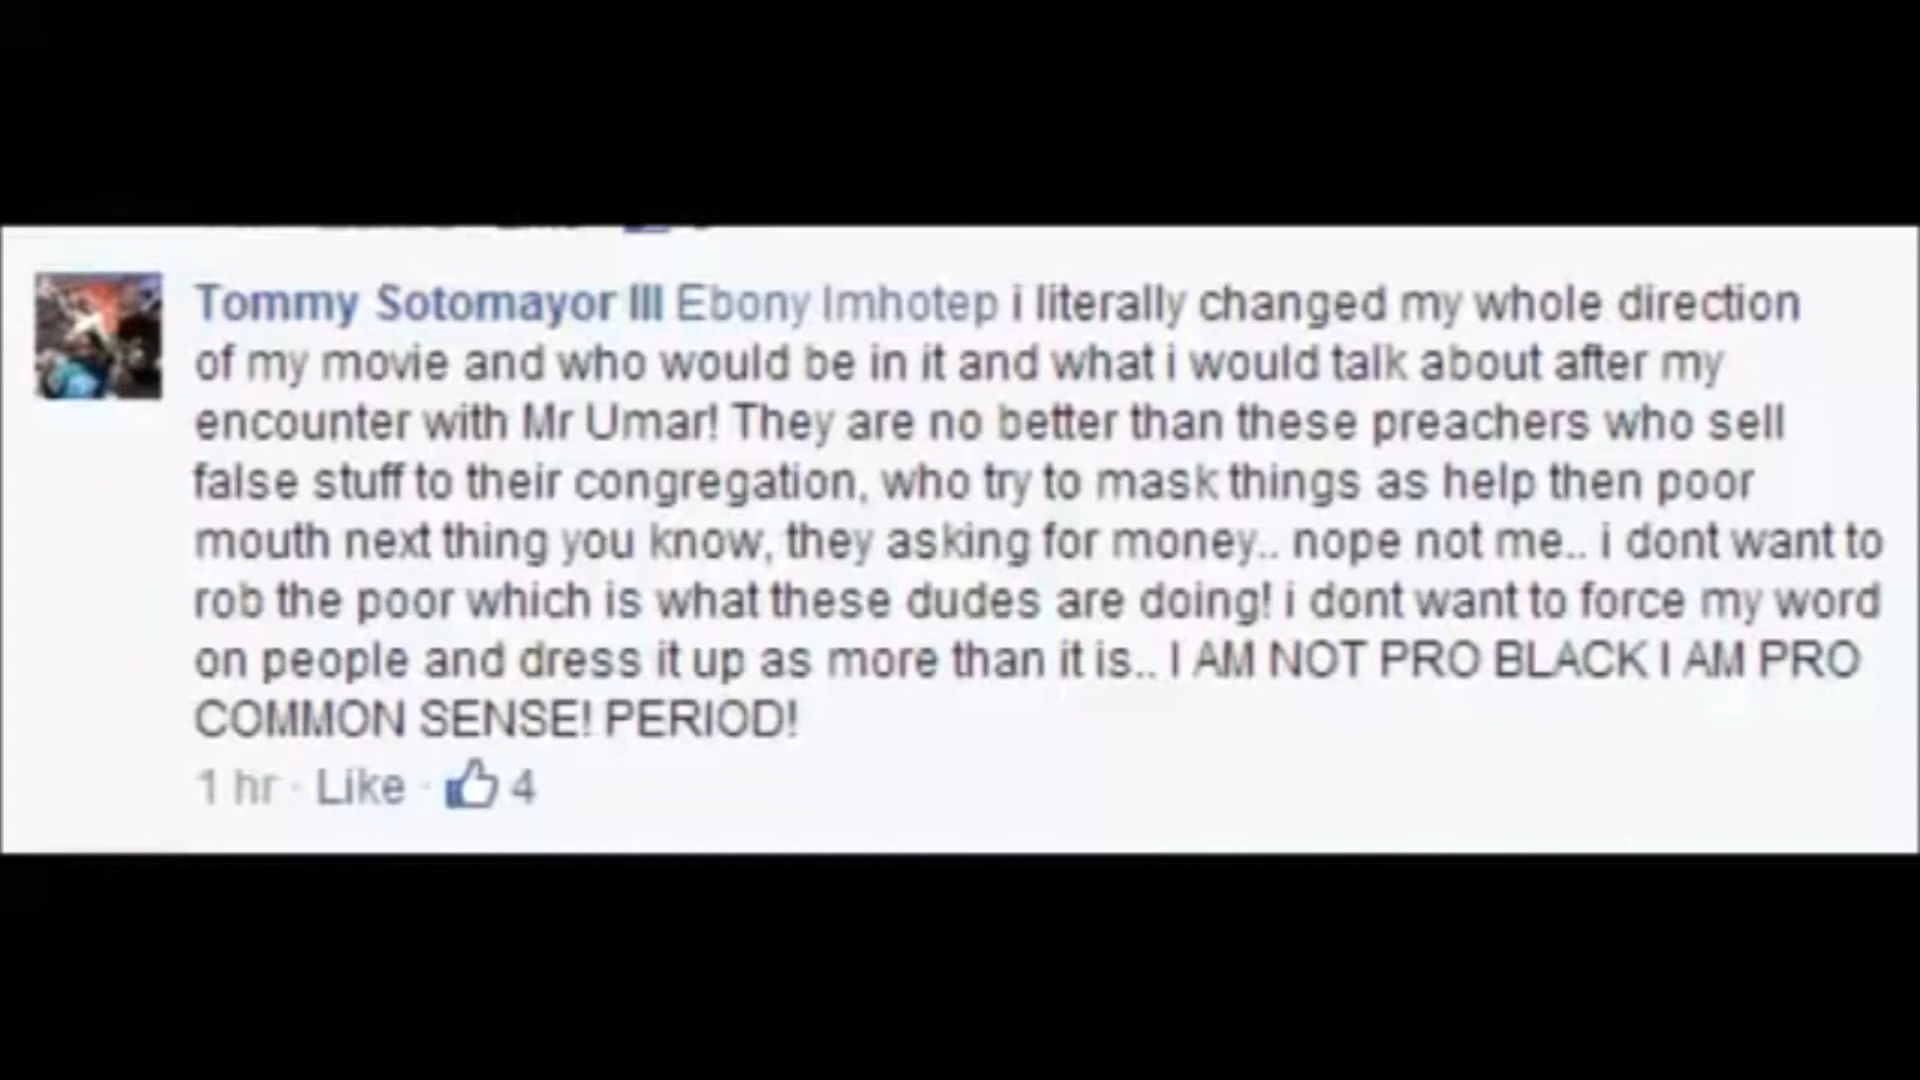 Tommy Sotomayor III Ebony Imhotep i literally changed my whole direction
of my movie and who would be in it and what i would talk about after my
encounter with Mr Umar! They are no better than these preachers who sell
false stuff to their congregation, who try to mask things as help then poor
mouth next thing you know, they asking for money.. nope not me.. i dont want to
rob the poor which is what these dudes are doing! i dont want to force my word
on people and dress it up as more than it is.. I AM NOT PRO BLACK I AM PRO
COMMON SENSE! PERIOD!
1 hr · Like · 4